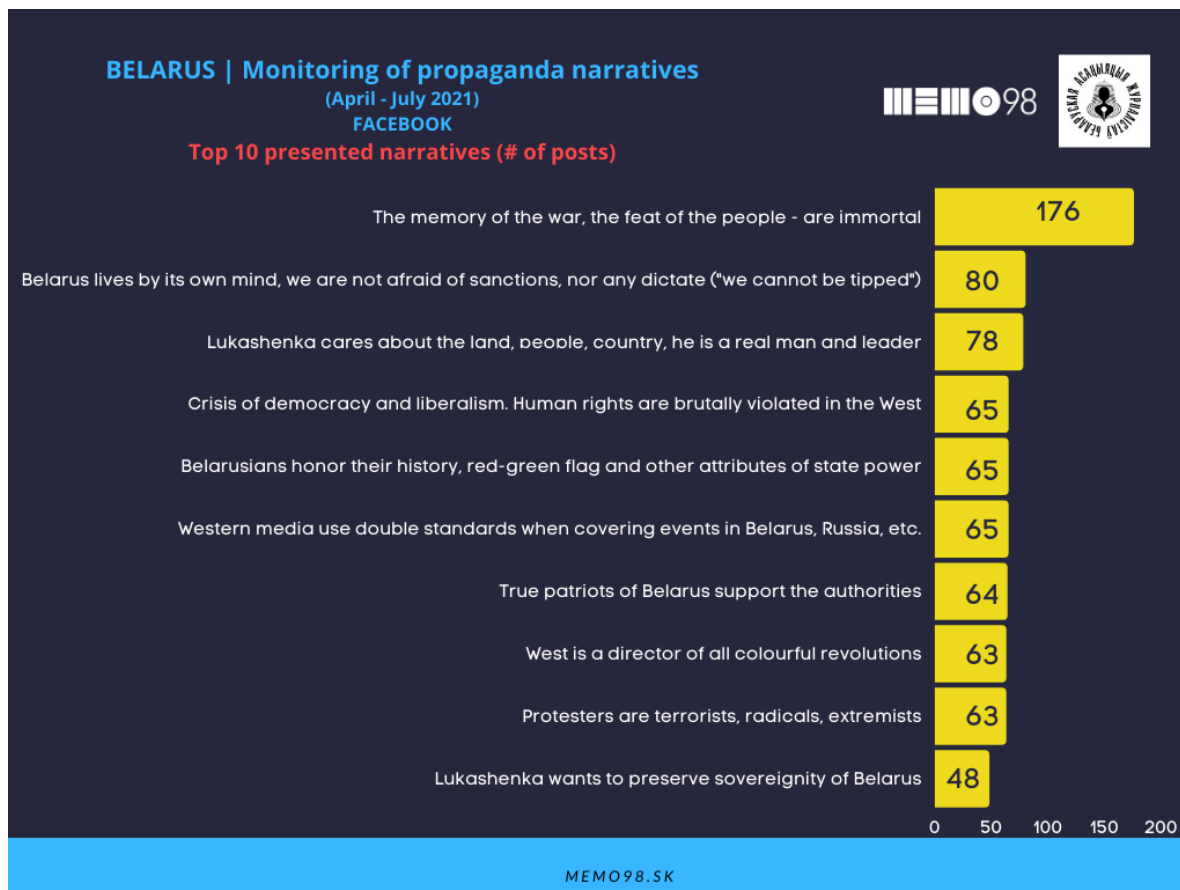 BELARUS | Monitoring of propaganda narratives
(April - July 2021)
FACEBOOK
Top 10 presented narratives (# of posts)
MEMO98
БЕЛАРУСКАЯ АСАЦЫЯЦЫЯ ЖУРНАЛІСТАЎ
The memory of the war, the feat of the people - are immortal 176
Belarus lives by its own mind, we are not afraid of sanctions, nor any dictate ("we cannot be tipped") 80
Lukashenka cares about the land, people, country, he is a real man and leader 78
Crisis of democracy and liberalism. Human rights are brutally violated in the West 65
Belarusians honor their history, red-green flag and other attributes of state power 65
Western media use double standards when covering events in Belarus, Russia, etc. 65
True patriots of Belarus support the authorities 64
West is a director of all colourful revolutions 63
Protesters are terrorists, radicals, extremists 63
Lukashenka wants to preserve sovereignity of Belarus 48
0 50 100 150 200
MEMO98.SK